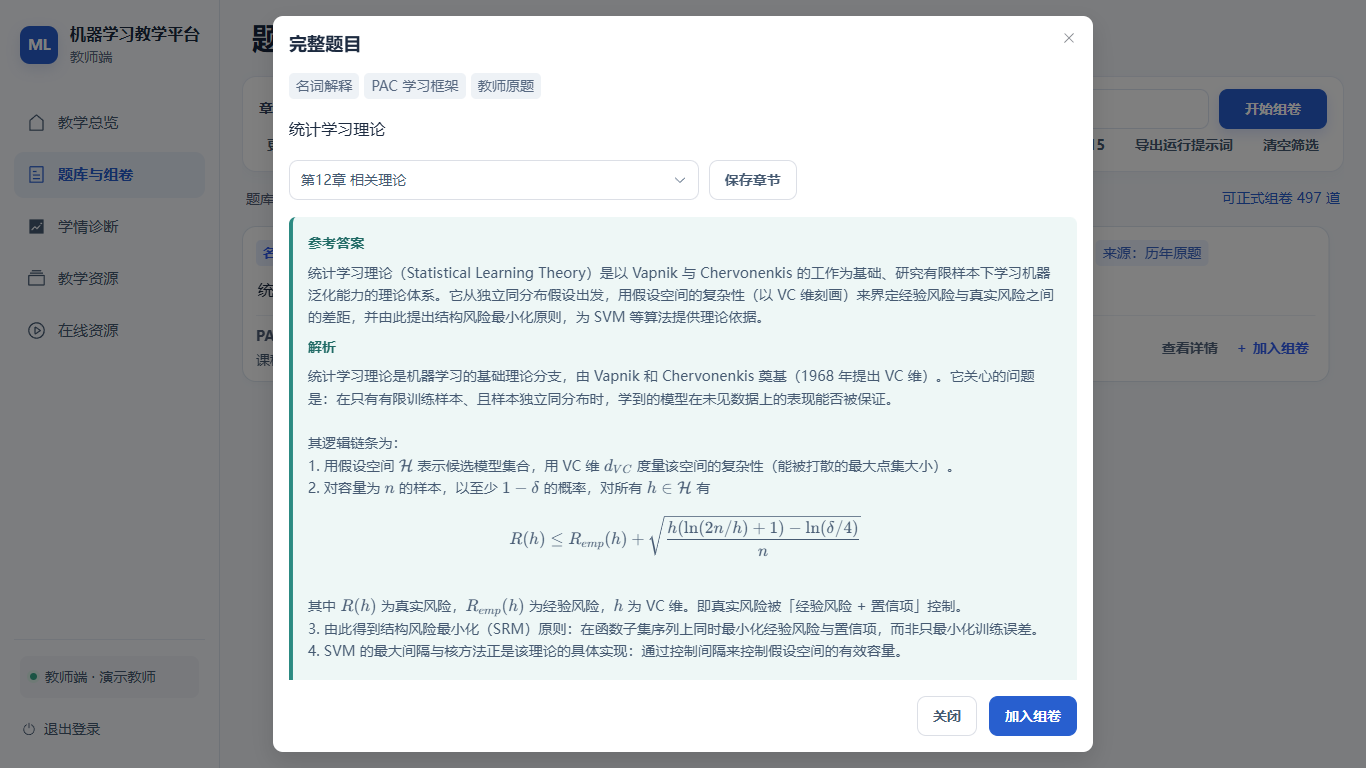 ML
机器学习教学平台
教师端
教学总览
题库与组卷
学情诊断
教学资源
在线资源
教师端 · 演示教师
退出登录
题
章
开始组卷
15
导出运行提示词
清空筛选
题库
可正式组卷 497 道
名
来源：历年原题
统
PA
课
查看详情
+ 加入组卷
完整题目
名词解释
PAC 学习框架
教师原题
统计学习理论
第12章 相关理论
保存章节
参考答案
统计学习理论（Statistical Learning Theory）是以 Vapnik 与 Chervonenkis 的工作为基础、研究有限样本下学习机器
泛化能力的理论体系。它从独立同分布假设出发，用假设空间的复杂性（以 VC 维刻画）来界定经验风险与真实风险之间
的差距，并由此提出结构风险最小化原则，为 SVM 等算法提供理论依据。
解析
统计学习理论是机器学习的基础理论分支，由 Vapnik 和 Chervonenkis 奠基（1968 年提出 VC 维）。它关心的问题
是：在只有有限训练样本、且样本独立同分布时，学到的模型在未见数据上的表现能否被保证。
其逻辑链条为：
1. 用假设空间 ℋ 表示候选模型集合，用 VC 维 d_{VC} 度量该空间的复杂性（能被打散的最大点集大小）。
2. 对容量为 n 的样本，以至少 1 − δ 的概率，对所有 h ∈ ℋ 有
R(h) ≤ R_{emp}(h) + √((h(ln(2n/h) + 1) − ln(δ/4))/n)
其中 R(h) 为真实风险，R_{emp}(h) 为经验风险，h 为 VC 维。即真实风险被「经验风险 + 置信项」控制。
3. 由此得到结构风险最小化（SRM）原则：在函数子集序列上同时最小化经验风险与置信项，而非只最小化训练误差。
4. SVM 的最大间隔与核方法正是该理论的具体实现：通过控制间隔来控制假设空间的有效容量。
关闭
加入组卷